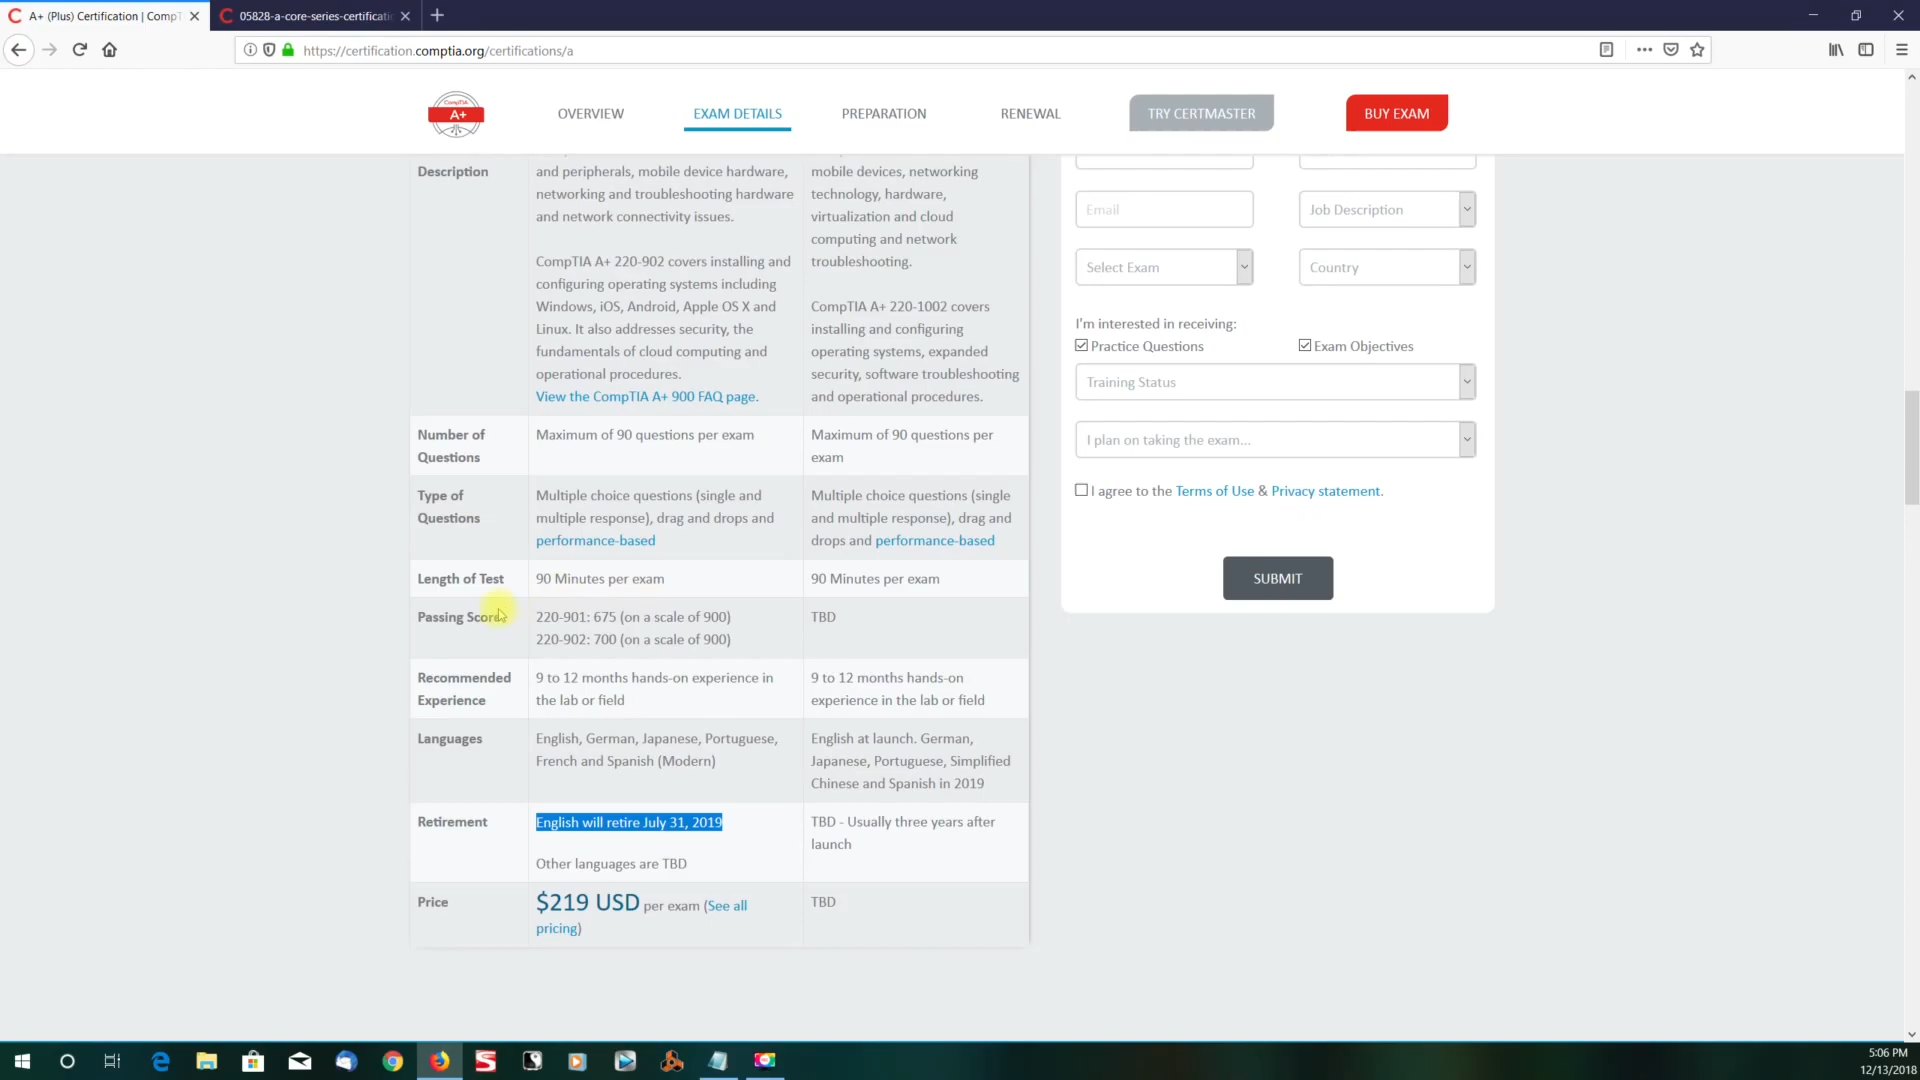 A+ (Plus) Certification | CompT
05828-a-core-series-certificati
https://certification.comptia.org/certifications/a
CompTIA
A+
OVERVIEW
EXAM DETAILS
PREPARATION
RENEWAL
TRY CERTMASTER
BUY EXAM
Description
and peripherals, mobile device hardware,
networking and troubleshooting hardware
and network connectivity issues.
CompTIA A+ 220-902 covers installing and
configuring operating systems including
Windows, iOS, Android, Apple OS X and
Linux. It also addresses security, the
fundamentals of cloud computing and
operational procedures.
View the CompTIA A+ 900 FAQ page.
mobile devices, networking
technology, hardware,
virtualization and cloud
computing and network
troubleshooting.
CompTIA A+ 220-1002 covers
installing and configuring
operating systems, expanded
security, software troubleshooting
and operational procedures.
Number of
Questions
Maximum of 90 questions per exam
Maximum of 90 questions per
exam
Type of
Questions
Multiple choice questions (single and
multiple response), drag and drops and
performance-based
Multiple choice questions (single
and multiple response), drag and
drops and performance-based
Length of Test
90 Minutes per exam
90 Minutes per exam
Passing Score
220-901: 675 (on a scale of 900)
220-902: 700 (on a scale of 900)
TBD
Recommended
Experience
9 to 12 months hands-on experience in
the lab or field
9 to 12 months hands-on
experience in the lab or field
Languages
English, German, Japanese, Portuguese,
French and Spanish (Modern)
English at launch. German,
Japanese, Portuguese, Simplified
Chinese and Spanish in 2019
Retirement
English will retire July 31, 2019
Other languages are TBD
TBD - Usually three years after
launch
Price
$219 USD per exam (See all
pricing)
TBD
Email
Job Description
Select Exam
Country
I'm interested in receiving:
Practice Questions
Exam Objectives
Training Status
I plan on taking the exam...
I agree to the Terms of Use & Privacy statement.
SUBMIT
5:06 PM
12/13/2018